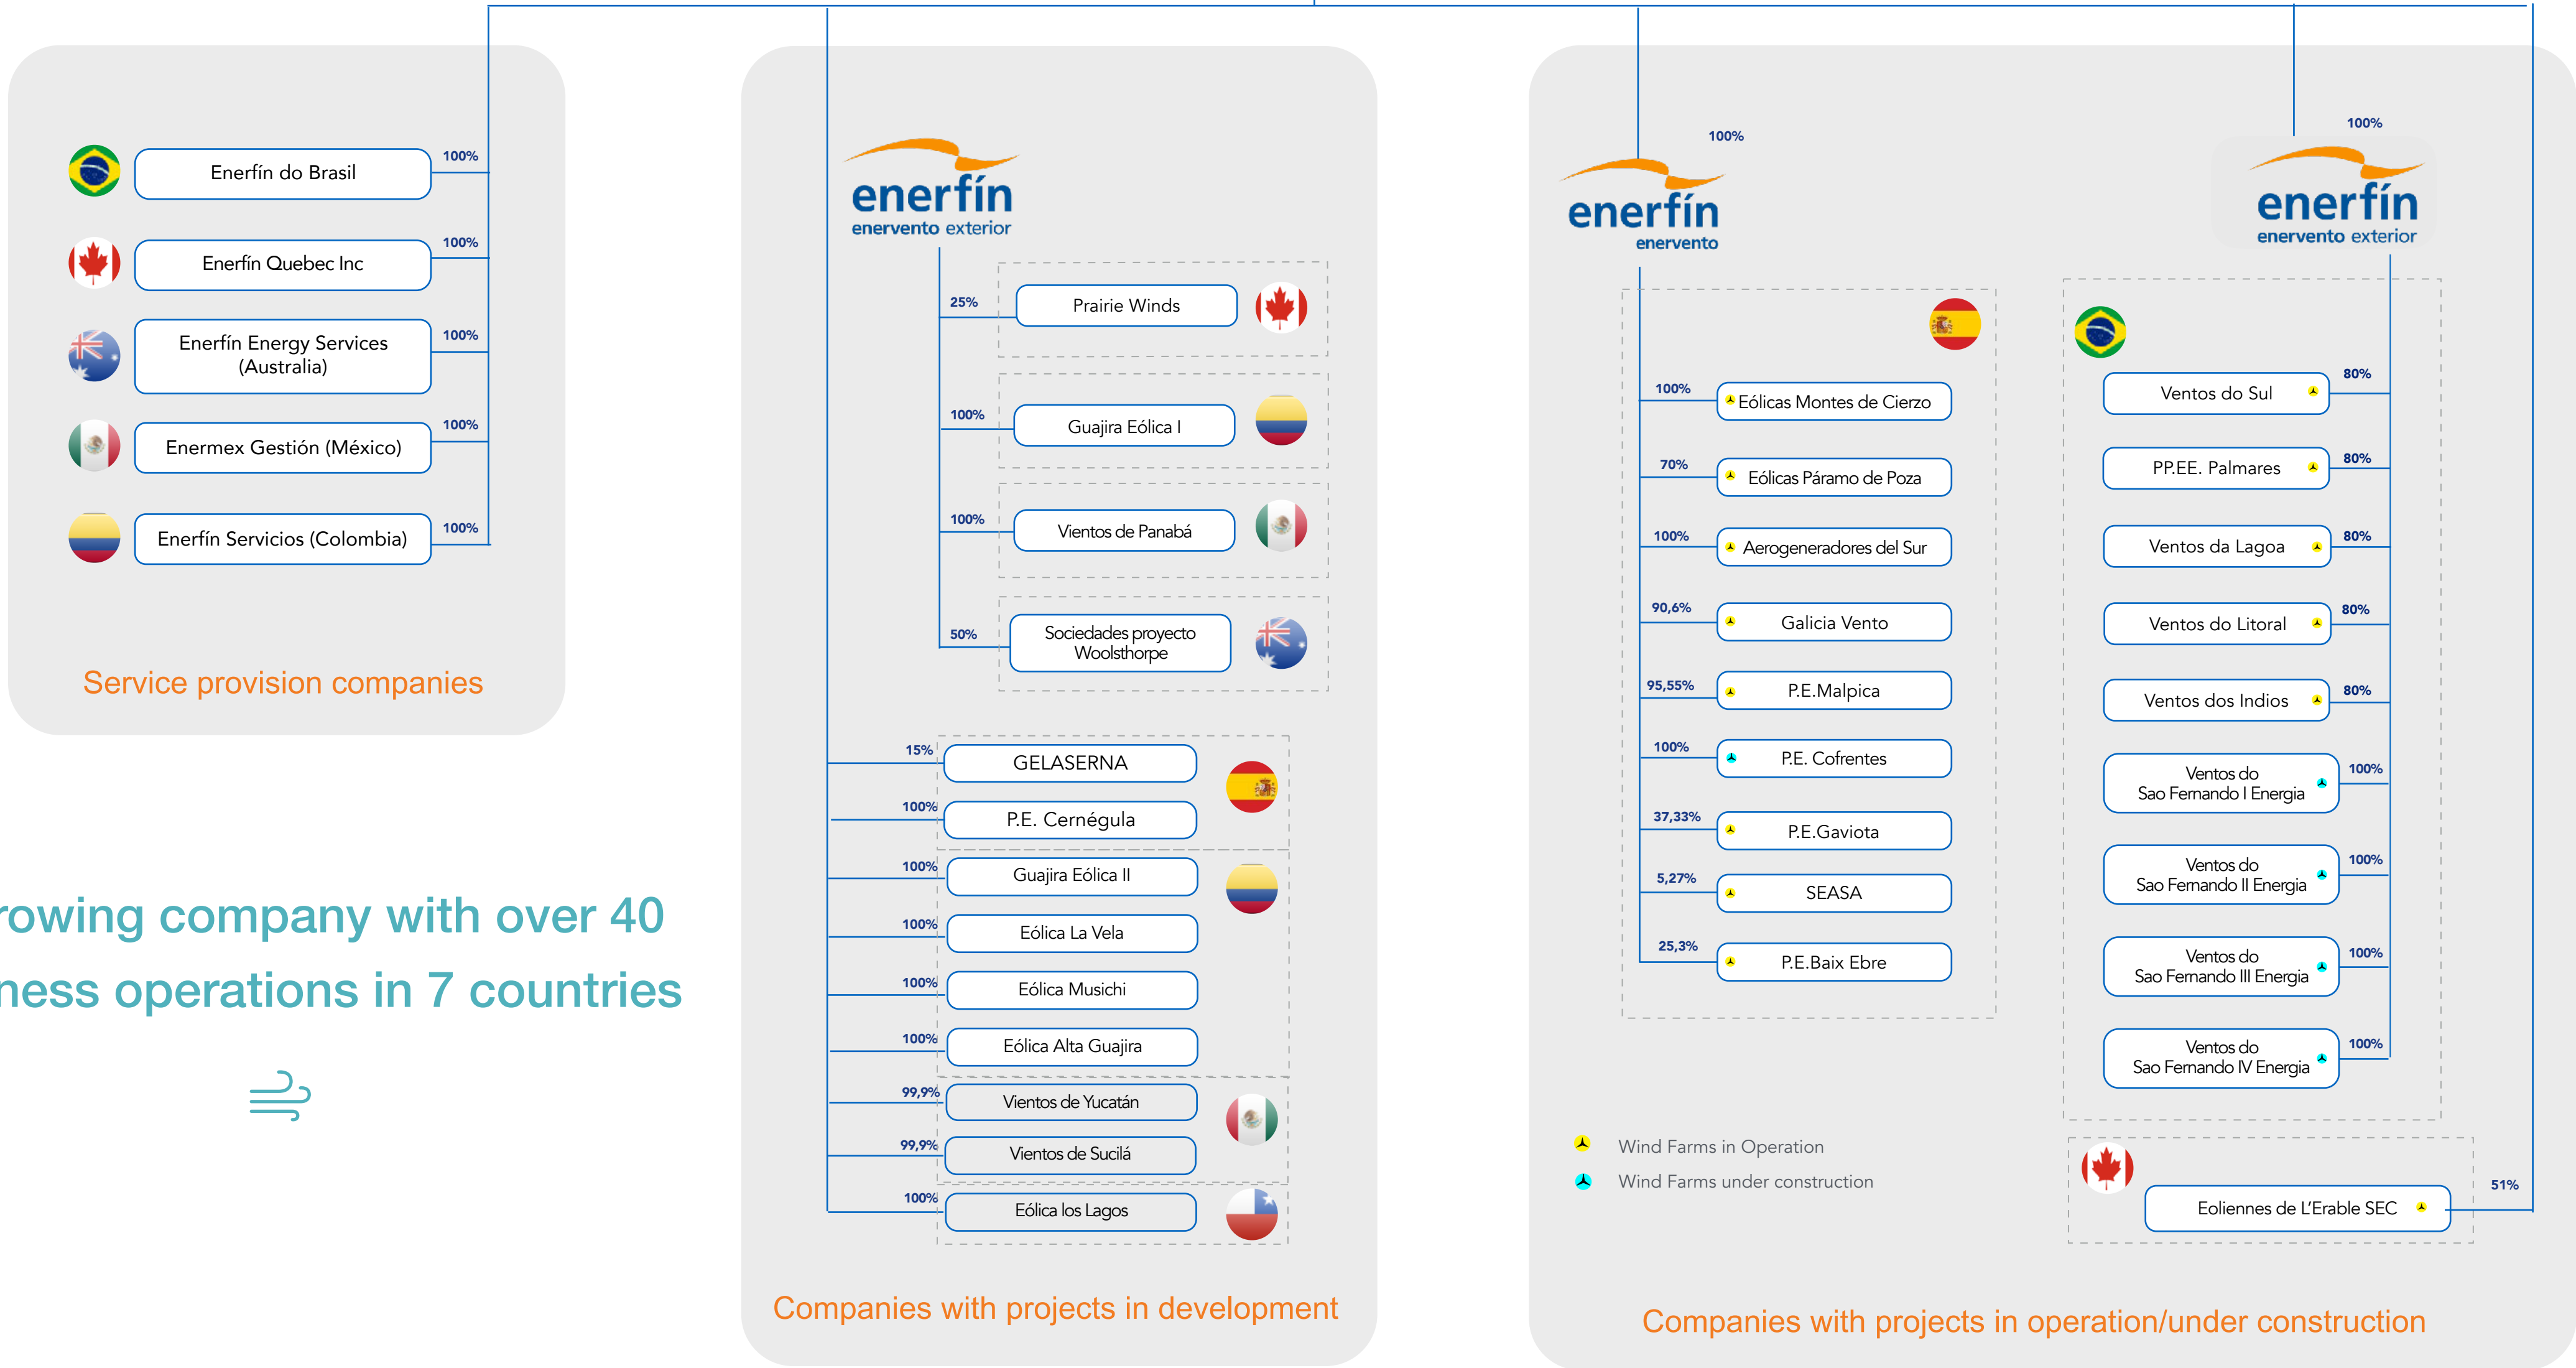 100%
Enerfín do Brasil
100%
Enerfín Quebec Inc
100%
Enerfín Energy Services
(Australia)
100%
Enermex Gestión (México)
100%
Enerfín Servicios (Colombia)
Service provision companies
company with over 40
operations in 7 countries
enerfín
enervento exterior
25%
Prairie Winds
100%
Guajira Eólica I
100%
Vientos de Panabá
50%
Sociedades proyecto
Woolsthorpe
15%
GELASERNA
100%
P.E. Cernégula
100%
Guajira Eólica II
100%
Eólica La Vela
100%
Eólica Musichi
100%
Eólica Alta Guajira
99,9%
Vientos de Yucatán
99,9%
Vientos de Sucilá
100%
Eólica los Lagos
Companies with projects in development
100%
enerfín
enervento
100%
Eólicas Montes de Cierzo
70%
Eólicas Páramo de Poza
100%
Aerogeneradores del Sur
90,6%
Galicia Vento
95,55%
P.E.Malpica
100%
P.E. Cofrentes
37,33%
P.E.Gaviota
5,27%
SEASA
25,3%
P.E.Baix Ebre
Wind Farms in Operation
Wind Farms under construction
100%
enerfín
enervento exterior
80%
Ventos do Sul
80%
PP.EE. Palmares
80%
Ventos da Lagoa
80%
Ventos do Litoral
80%
Ventos dos Indios
100%
Ventos do
Sao Fernando I Energia
100%
Ventos do
Sao Fernando II Energia
100%
Ventos do
Sao Fernando III Energia
100%
Ventos do
Sao Fernando IV Energia
51%
Eoliennes de L'Erable SEC
Companies with projects in operation/under construction